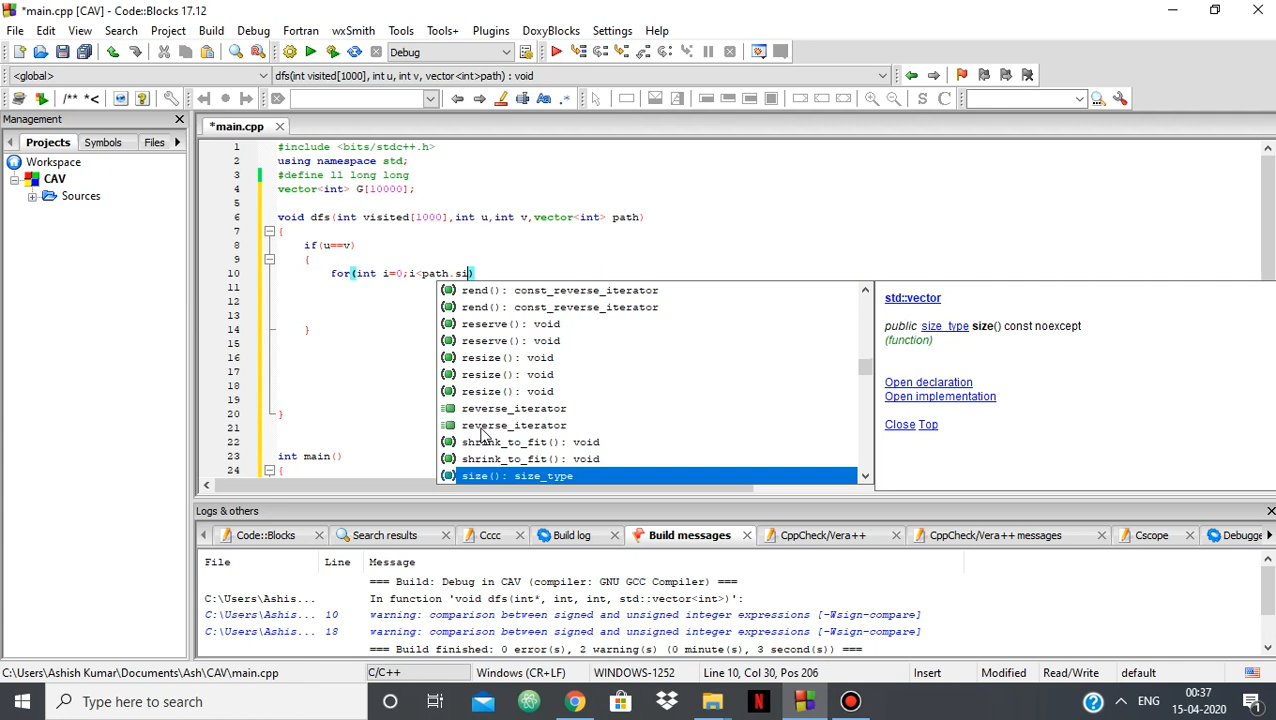 *main.cpp [CAV] - Code::Blocks 17.12
File Edit View Search Project Build Debug Fortran wxSmith Tools Tools+ Plugins DoxyBlocks Settings Help
Debug
<global> dfs(int visited[1000], int u, int v, vector<int>path) : void
/** *<
S C
Management
Projects Symbols Files
*main.cpp
Workspace
CAV
Sources
1 #include <bits/stdc++.h>
2 using namespace std;
3 #define ll long long
4 vector<int> G[10000];
5
6 void dfs(int visited[1000],int u,int v,vector<int> path)
7 {
8 if(u==v)
9 {
10 for(int i=0;i<path.si)
11
12
13
14 }
15
16
17
18
19
20 }
21
22
23 int main()
24 {
rend(): const_reverse_iterator
rend(): const_reverse_iterator
reserve(): void
reserve(): void
resize(): void
resize(): void
resize(): void
reverse_iterator
reverse_iterator
shrink_to_fit(): void
shrink_to_fit(): void
size(): size_type
std::vector
public size_type size() const noexcept
(function)
Open declaration
Open implementation
Close Top
Logs & others
Code::Blocks Search results Cccc Build log Build messages CppCheck/Vera++ CppCheck/Vera++ messages Cscope Debugge
File Line Message
=== Build: Debug in CAV (compiler: GNU GCC Compiler) ===
C:\Users\Ashis... In function 'void dfs(int*, int, int, std::vector<int>)':
C:\Users\Ashis... 10 warning: comparison between signed and unsigned integer expressions [-Wsign-compare]
C:\Users\Ashis... 18 warning: comparison between signed and unsigned integer expressions [-Wsign-compare]
=== Build finished: 0 error(s), 2 warning(s) (0 minute(s), 3 second(s)) ===
C:\Users\Ashish Kumar\Documents\Ash\CAV\main.cpp C/C++ Windows (CR+LF) WINDOWS-1252 Line 10, Col 30, Pos 206 Insert Modified Read/Write default
Type here to search
N
ENG
00:37
15-04-2020
1